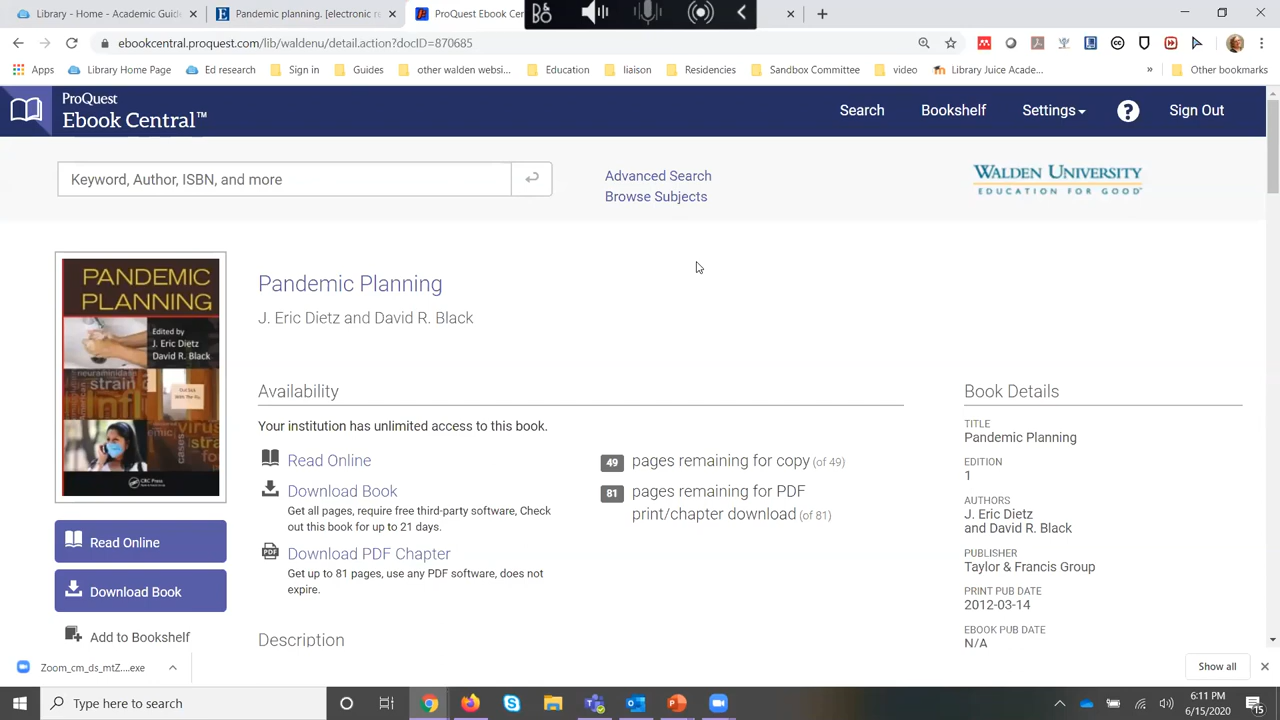 Library - Home - Academic Guid
Pandemic planning. [electronic re
ProQuest Ebook Cen
ebookcentral.proquest.com/lib/waldenu/detail.action?docID=870685
Apps
Library Home Page
Ed research
Sign in
Guides
other walden websi...
Education
liaison
Residencies
Sandbox Committee
video
Library Juice Acade...
»
Other bookmarks
ProQuest
Ebook Central™
Search
Bookshelf
Settings
?
Sign Out
Keyword, Author, ISBN, and more
Advanced Search
Browse Subjects
WALDEN UNIVERSITY
EDUCATION FOR GOOD
PANDEMIC
PLANNING
Edited by
J. Eric Dietz
David R. Black
CRC Press
Pandemic Planning
J. Eric Dietz and David R. Black
Availability
Your institution has unlimited access to this book.
Read Online
Download Book
Get all pages, require free third-party software, Check
out this book for up to 21 days.
Download PDF Chapter
Get up to 81 pages, use any PDF software, does not
expire.
Description
49 pages remaining for copy (of 49)
81 pages remaining for PDF
print/chapter download (of 81)
Book Details
TITLE
Pandemic Planning
EDITION
1
AUTHORS
J. Eric Dietz
and David R. Black
PUBLISHER
Taylor & Francis Group
PRINT PUB DATE
2012-03-14
EBOOK PUB DATE
N/A
Read Online
Download Book
Add to Bookshelf
Zoom_cm_ds_mtZ....exe
Show all
Type here to search
6:11 PM
6/15/2020
15